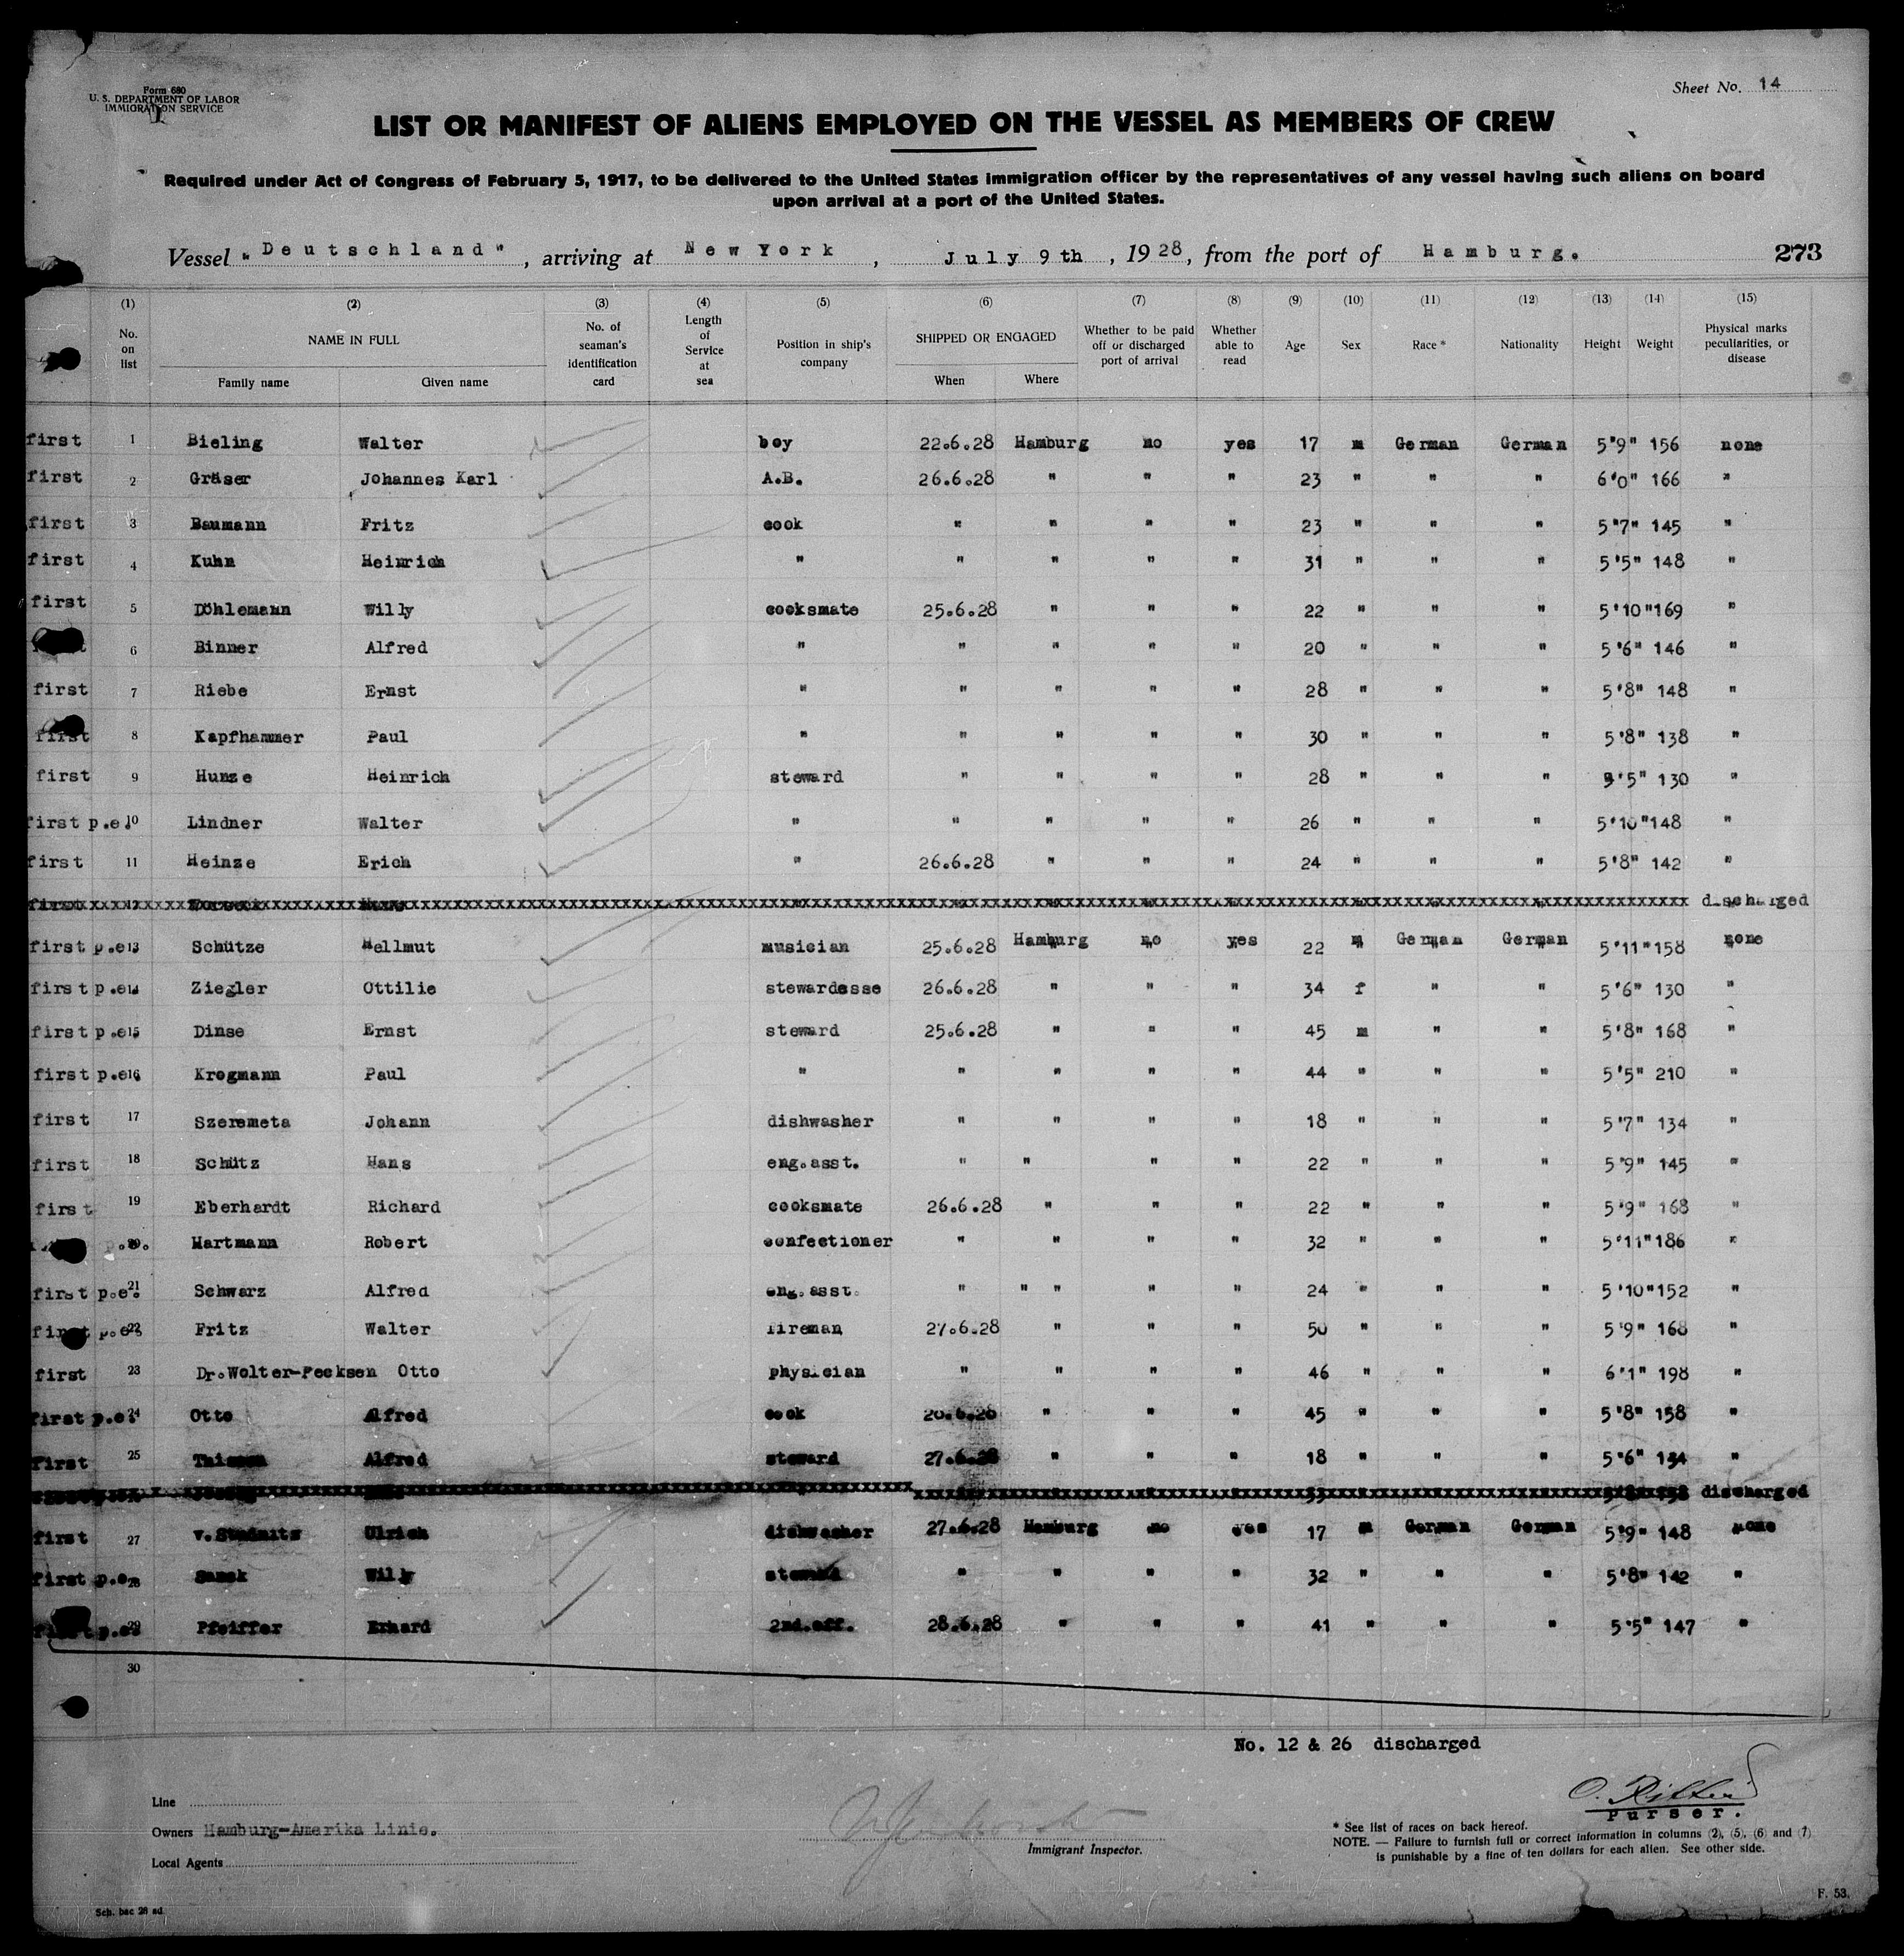 Form 680
U. S. DEPARTMENT OF LABOR
IMMIGRATION SERVICE
Sheet No. 14
LIST OR MANIFEST OF ALIENS EMPLOYED ON THE VESSEL AS MEMBERS OF CREW
Required under Act of Congress of February 5, 1917, to be delivered to the United States immigration officer by the representatives of any vessel having such aliens on board
upon arrival at a port of the United States.
Vessel "Deutschland", arriving at New York, July 9th, 1928, from the port of Hamburg. 273
(1) (2) (3) (4) (5) (6) (7) (8) (9) (10) (11) (12) (13) (14) (15)
No. on list NAME IN FULL Family name Given name No. of seaman's identification card Length of Service at sea Position in ship's company SHIPPED OR ENGAGED When Where Whether to be paid off or discharged port of arrival Whether able to read Age Sex Race * Nationality Height Weight Physical marks peculiarities, or disease
first 1 Bieling Walter boy 22.6.28 Hamburg no yes 17 m German German 5'9" 156 none
first 2 Gräser Johannes Karl A.B. 26.6.28 " " " 23 " " " 6'0" 166 "
first 3 Baumann Fritz cook " " " " 23 " " " 5'7" 145 "
first 4 Kuhn Heinrich " " " " " 31 " " " 5'5" 148 "
first 5 Döhlemann Willy cooksmate 25.6.28 " " " 22 " " " 5'10" 169 "
6 Binner Alfred " " " " " 20 " " " 5'6" 146 "
first 7 Riebe Ernst " " " " " 28 " " " 5'8" 148 "
first 8 Kapfhammer Paul " " " " " 30 " " " 5'8" 138 "
first 9 Hunze Heinrich steward " " " " 28 " " " 5'5" 130 "
first p.e. 10 Lindner Walter " " " " " 26 " " " 5'10" 148 "
first 11 Heinze Erich " 26.6.28 " " " 24 " " " 5'8" 142 "
first 12 discharged
first p.e. 13 Schütze Hellmut musician 25.6.28 Hamburg no yes 22 m German German 5'11" 158 none
first p.e. 14 Ziegler Ottilie stewardesse 26.6.28 " " " 34 f " " 5'6" 130 "
first p.e. 15 Dinse Ernst steward 25.6.28 " " " 45 m " " 5'8" 168 "
first p.e. 16 Krogmann Paul " " " " " 44 " " " 5'5" 210 "
first 17 Szeremeta Johann dishwasher " " " " 18 " " " 5'7" 134 "
first 18 Schütz Hans eng.asst. " " " " 22 " " " 5'9" 145 "
first 19 Eberhardt Richard cooksmate 26.6.28 " " " 22 " " " 5'9" 168 "
p.e. 20 Hartmann Robert confectioner " " " " 32 " " " 5'11" 186 "
first p.e. 21 Schwarz Alfred eng.asst. " " " " " 24 " " " 5'10" 152 "
first p.e. 22 Fritz Walter fireman 27.6.28 " " " 50 " " " 5'9" 168 "
first 23 Dr.Wolter-Pecksen Otto physician " " " " 46 " " " 6'1" 198 "
first p.e. 24 Otto Alfred cook " " " 45 " " " 5'8" 158 "
first 25 Alfred steward 27.6.28 " " " 18 " " " 5'6" "
discharged
first 27 v. Ulrich dishwasher 27.6.28 Hamburg no yes 17 m German German 5'9" 148 none
first p.e. 28 Willy steward " " " " 32 " " " 5'8" 142 "
first p.e. 29 Pfeiffer Erhard 2nd.off. 28.6.28 " " " 41 " " " 5'5" 147 "
30
No. 12 & 26 discharged
O. Ritter
Purser.
Line
Owners Hamburg-Amerika Linie.
Local Agents
Immigrant Inspector.
* See list of races on back hereof.
NOTE. — Failure to furnish full or correct information in columns (2), (5), (6) and (7)
is punishable by a fine of ten dollars for each alien. See other side.
F. 53.
Sch. bac 28 ad